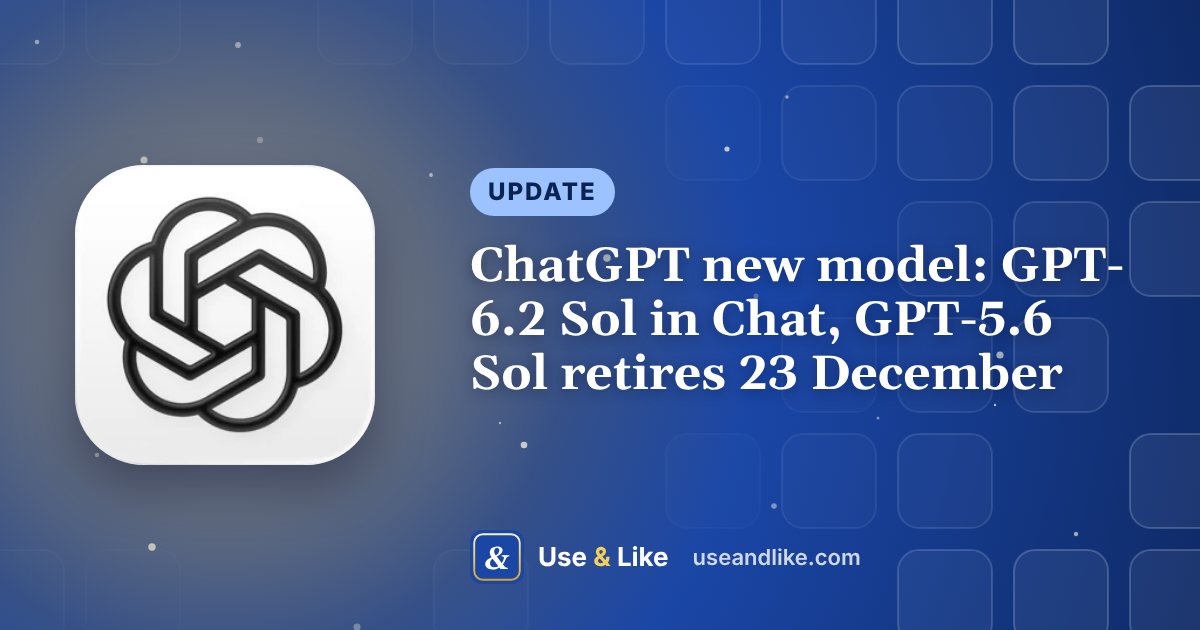 UPDATE
ChatGPT new model: GPT-
6.2 Sol in Chat, GPT-5.6
Sol retires 23 December
& Use & Like useandlike.com